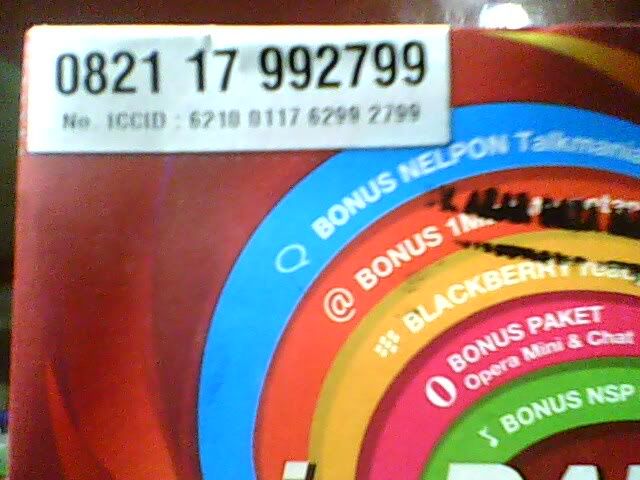 0821 17 992799
No. ICCID : 6210 0117 6299 2799
BONUS NELPON Talkmania
@ BONUS
BLACKBERRY
BONUS PAKET
Opera Mini & Chat
BONUS NSP